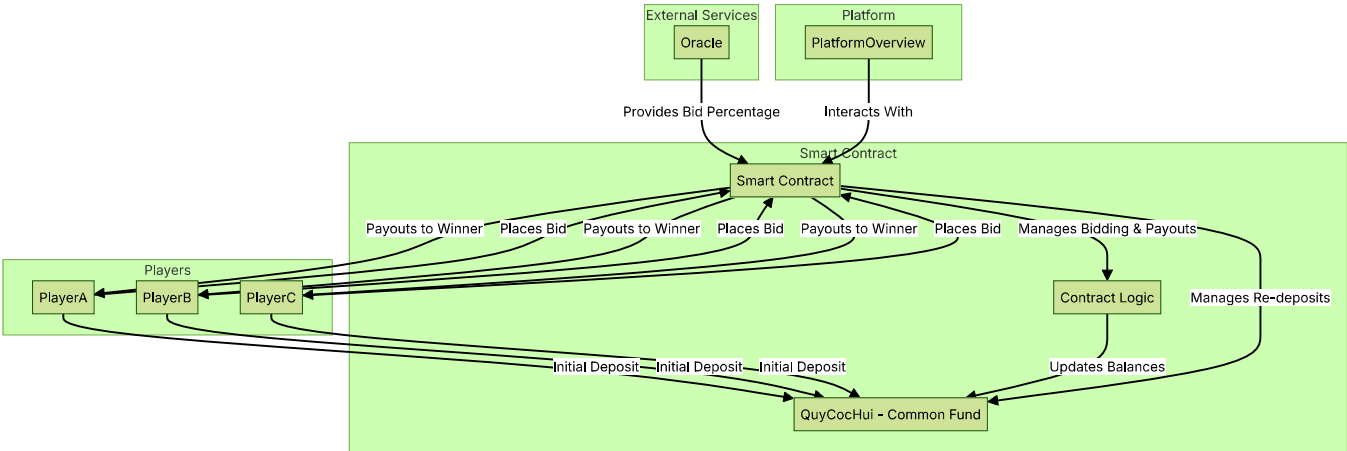 External Services
Platform
Oracle
PlatformOverview
Provides Bid Percentage
Interacts With
Smart Contract
Smart Contract
Payouts to Winner
Places Bid
Payouts to Winner
Places Bid
Payouts to Winner
Places Bid
Manages Bidding & Payouts
Players
PlayerA
PlayerB
PlayerC
Contract Logic
Manages Re-deposits
Initial Deposit
Initial Deposit
Initial Deposit
Updates Balances
QuyCocHui - Common Fund